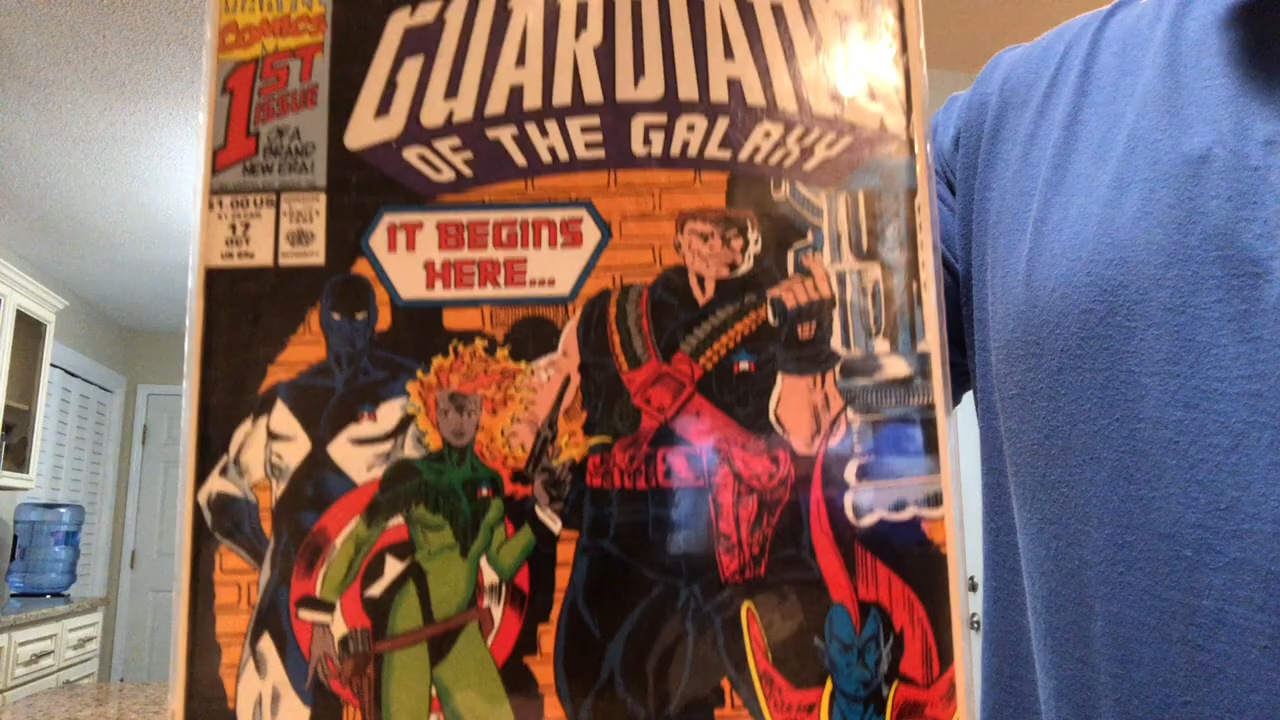 MARVEL
COMICS
1ST
ISSUE
OF A
BRAND
NEW ERA!
GUARDIANS
OF THE GALAXY
$1.00 US
17
OCT
IT BEGINS
HERE...